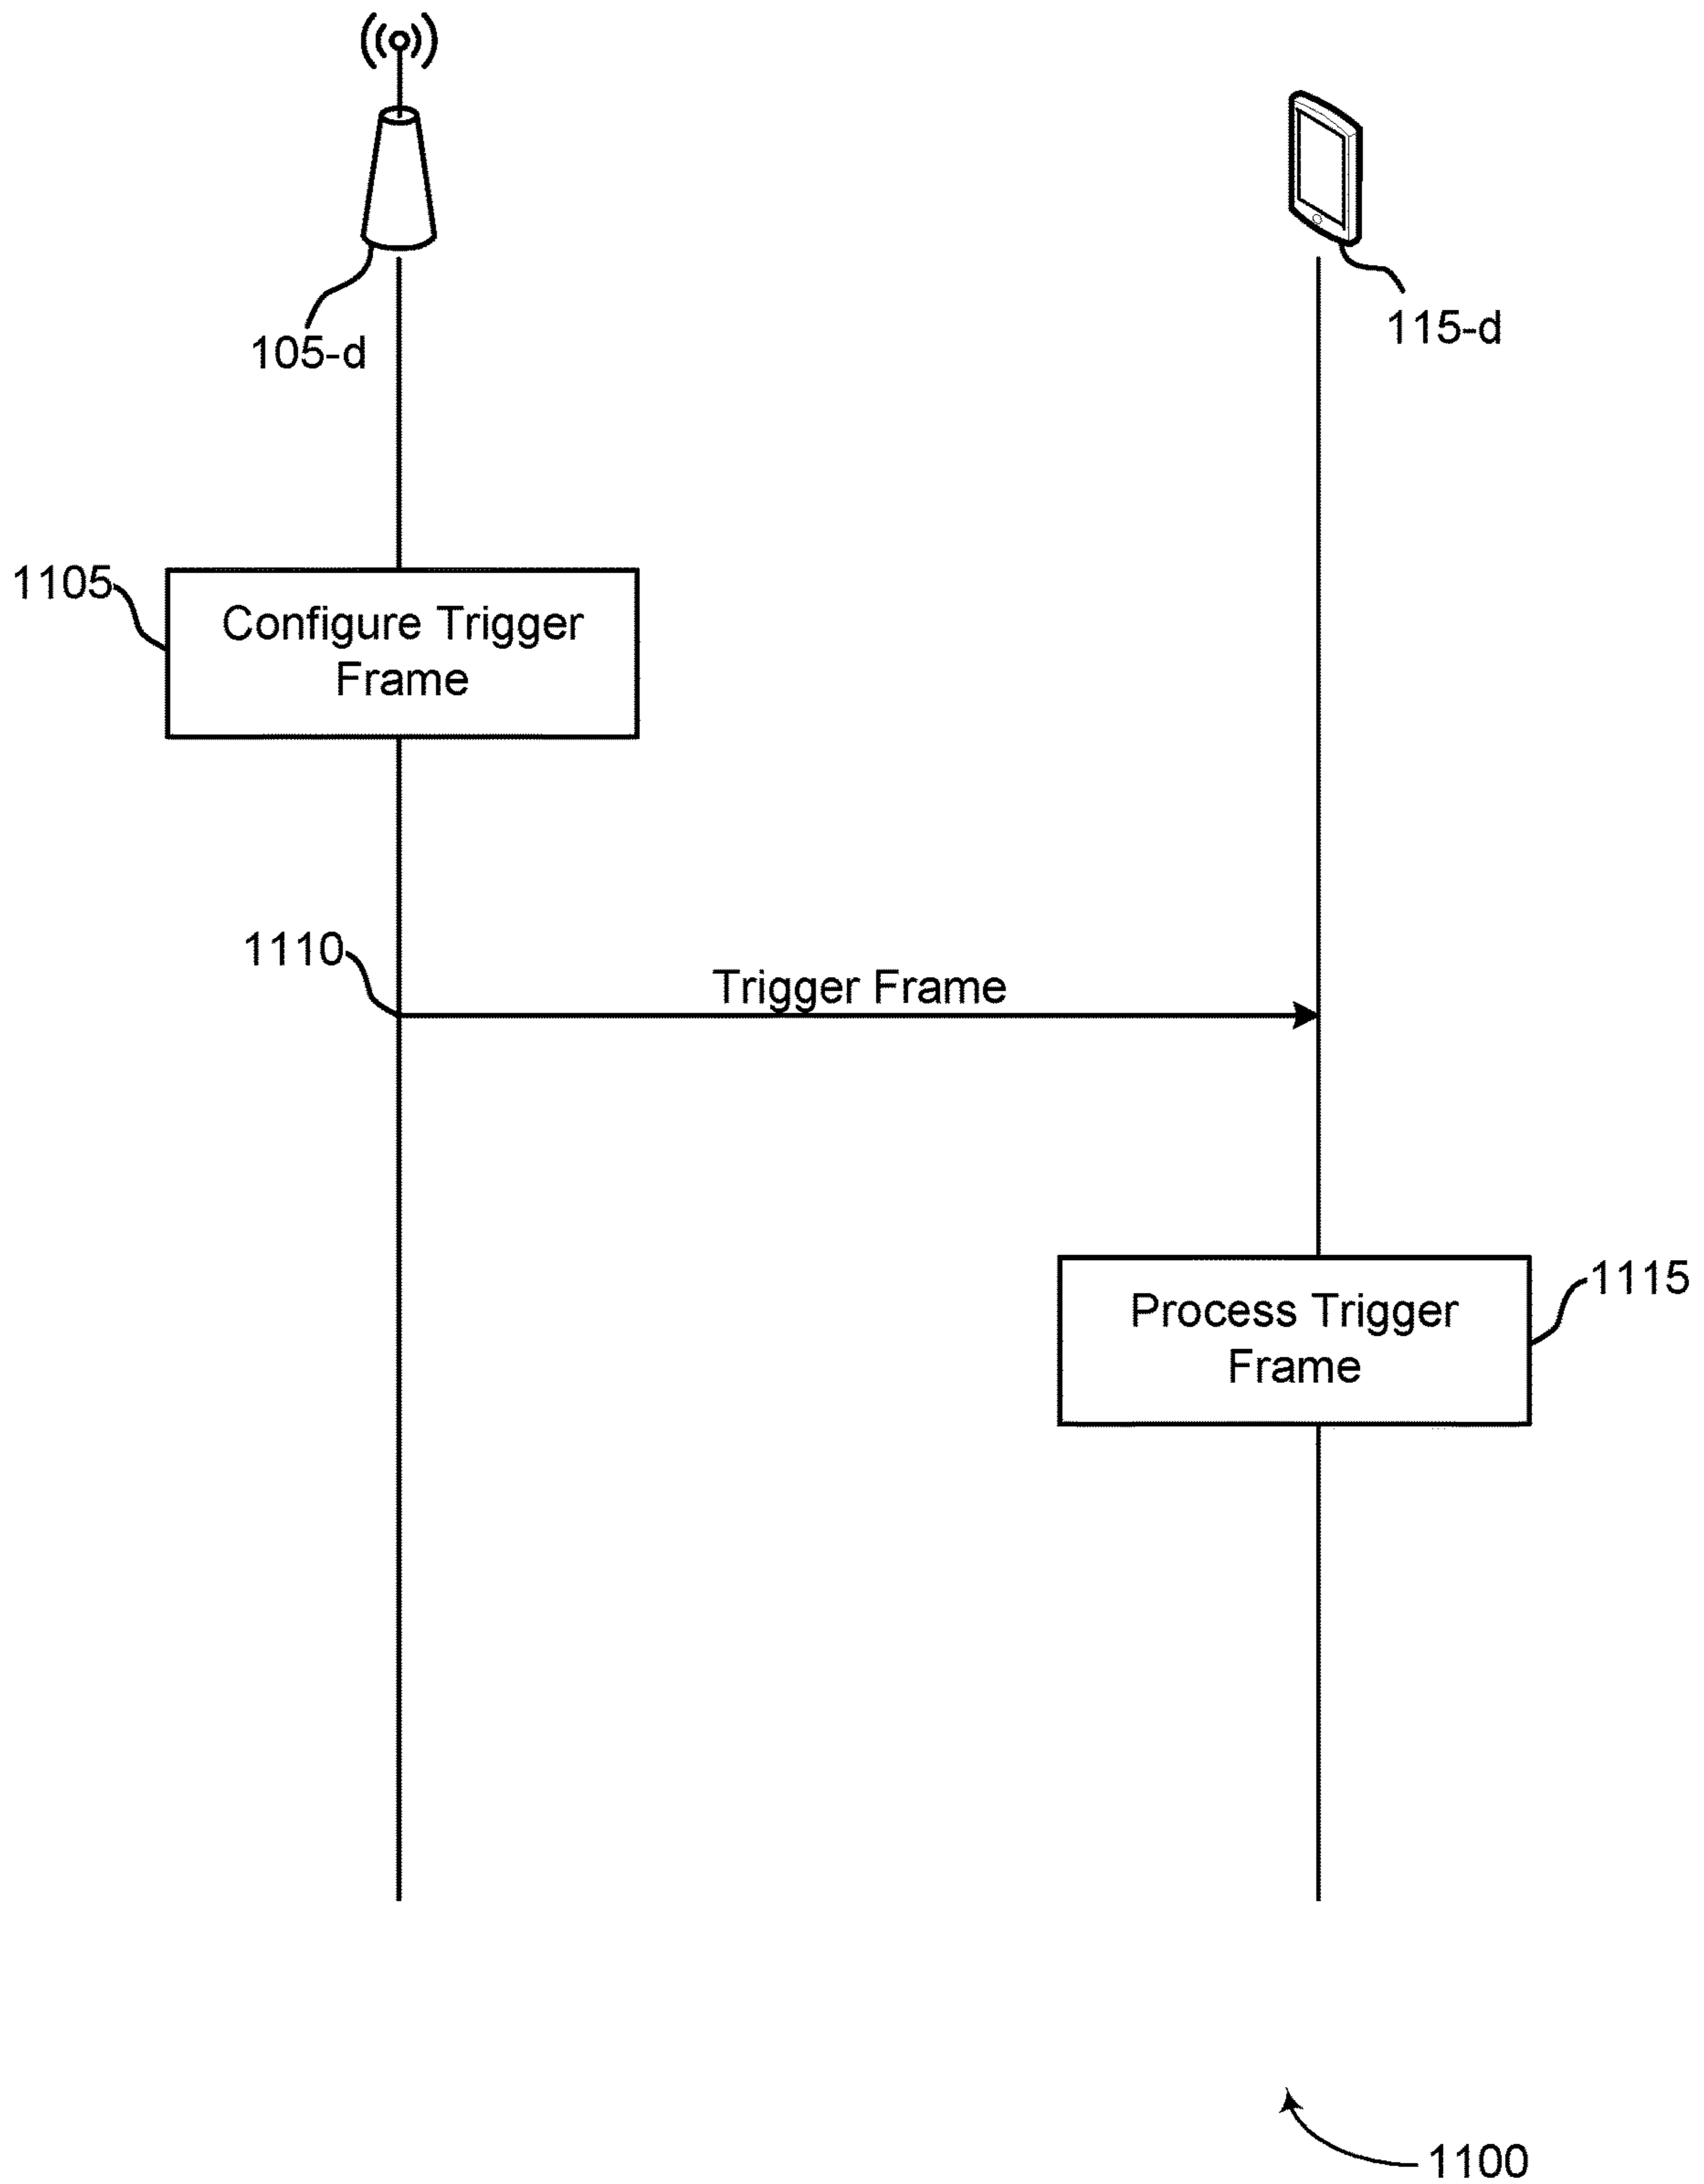 105-d
115-d
1105
Configure Trigger
Frame
1110
Trigger Frame
1115
Process Trigger
Frame
1100